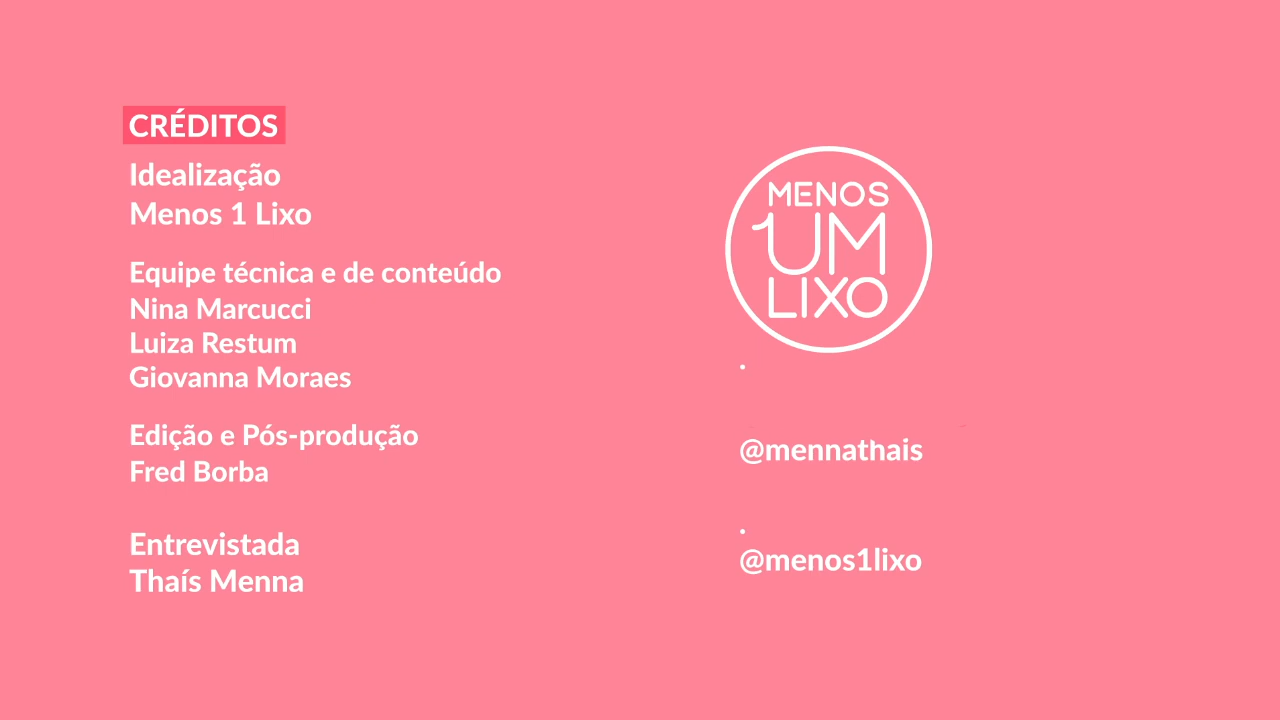 CRÉDITOS
Idealização
Menos 1 Lixo
Equipe técnica e de conteúdo
Nina Marcucci
Luiza Restum
Giovanna Moraes
Edição e Pós-produção
Fred Borba
Entrevistada
Thaís Menna
MENOS
1UM
LIXO
.
@mennathais
.
@menos1lixo